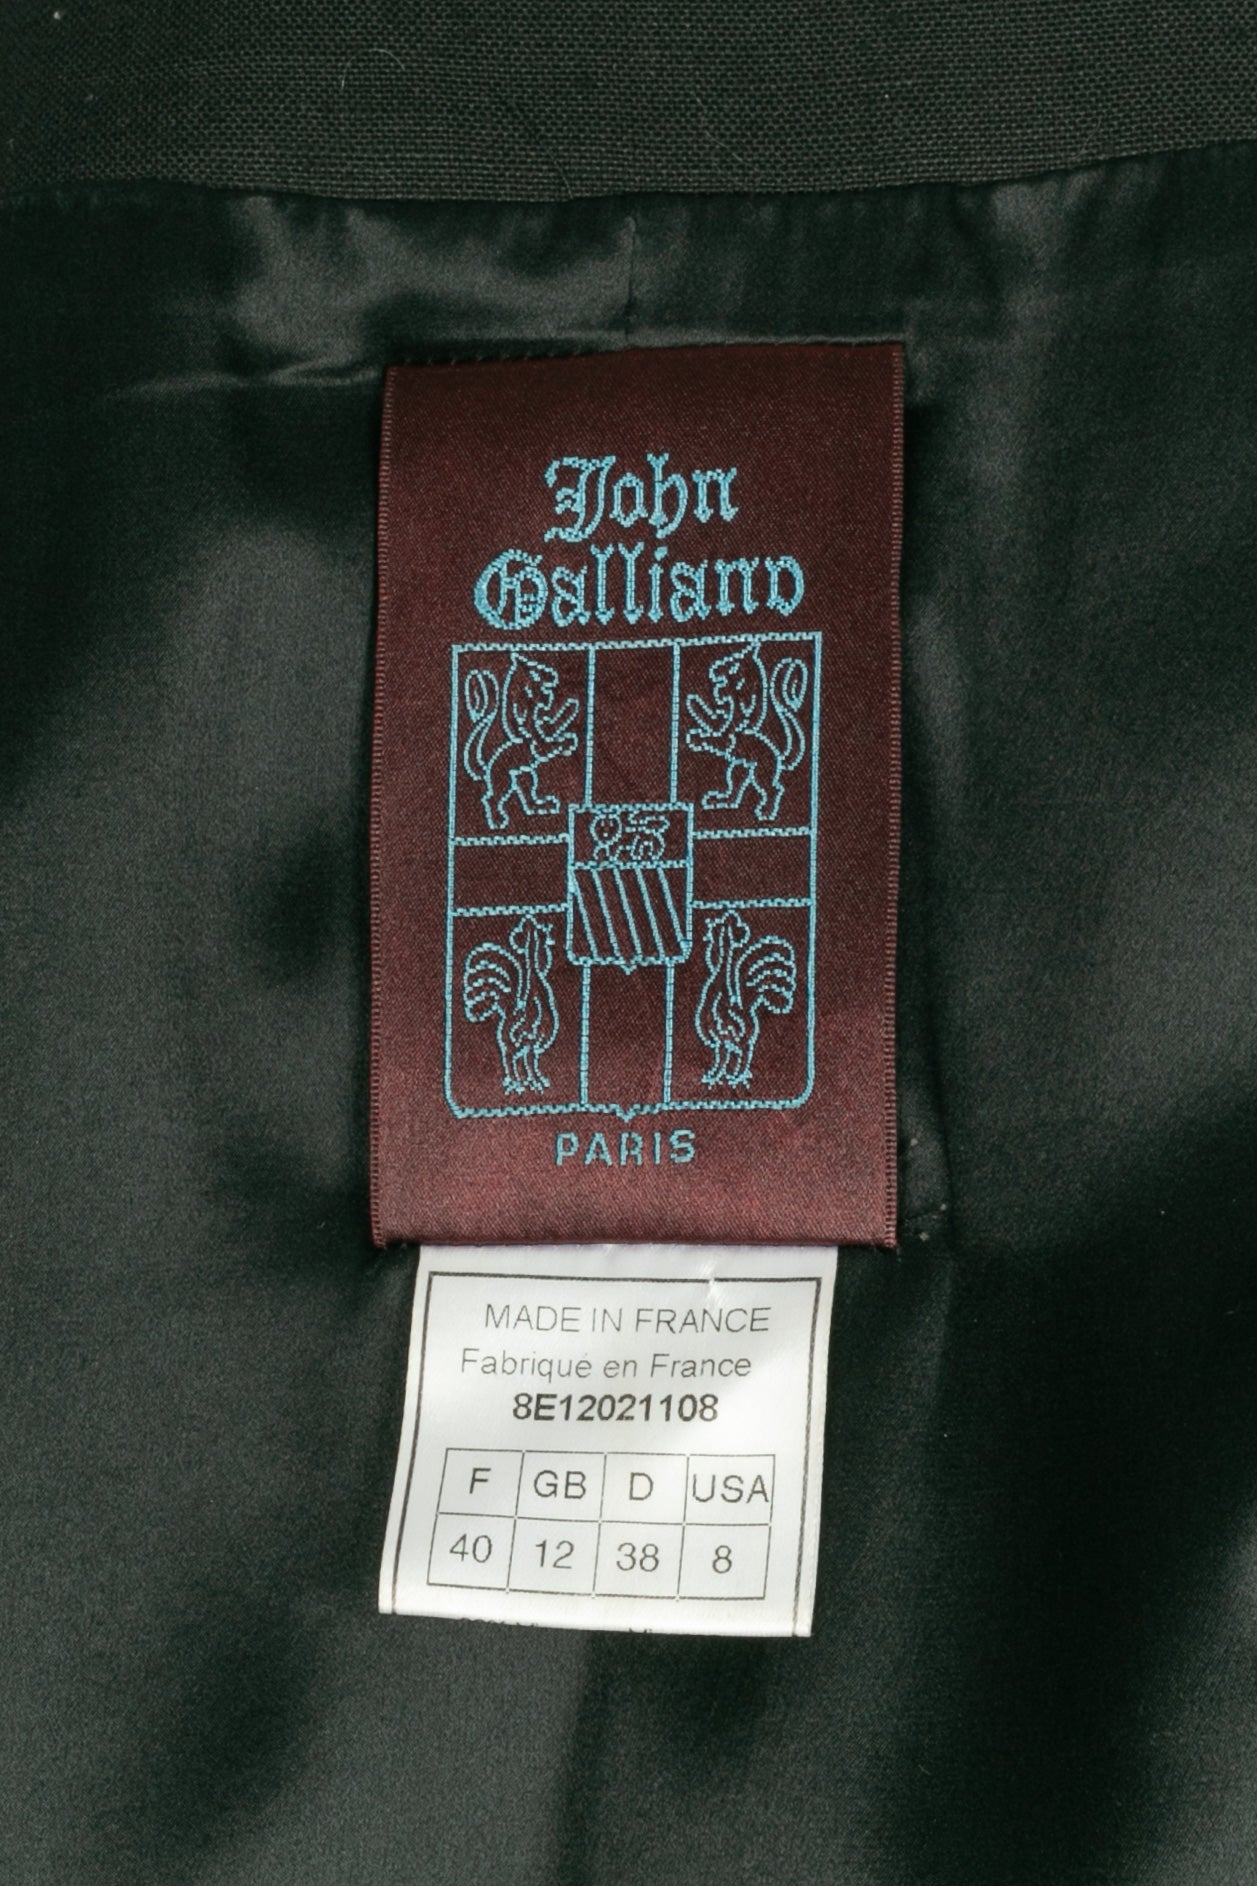 John
Galliano
PARIS
MADE IN FRANCE
Fabriqué en France
8E12021108
F GB D USA
40 12 38 8